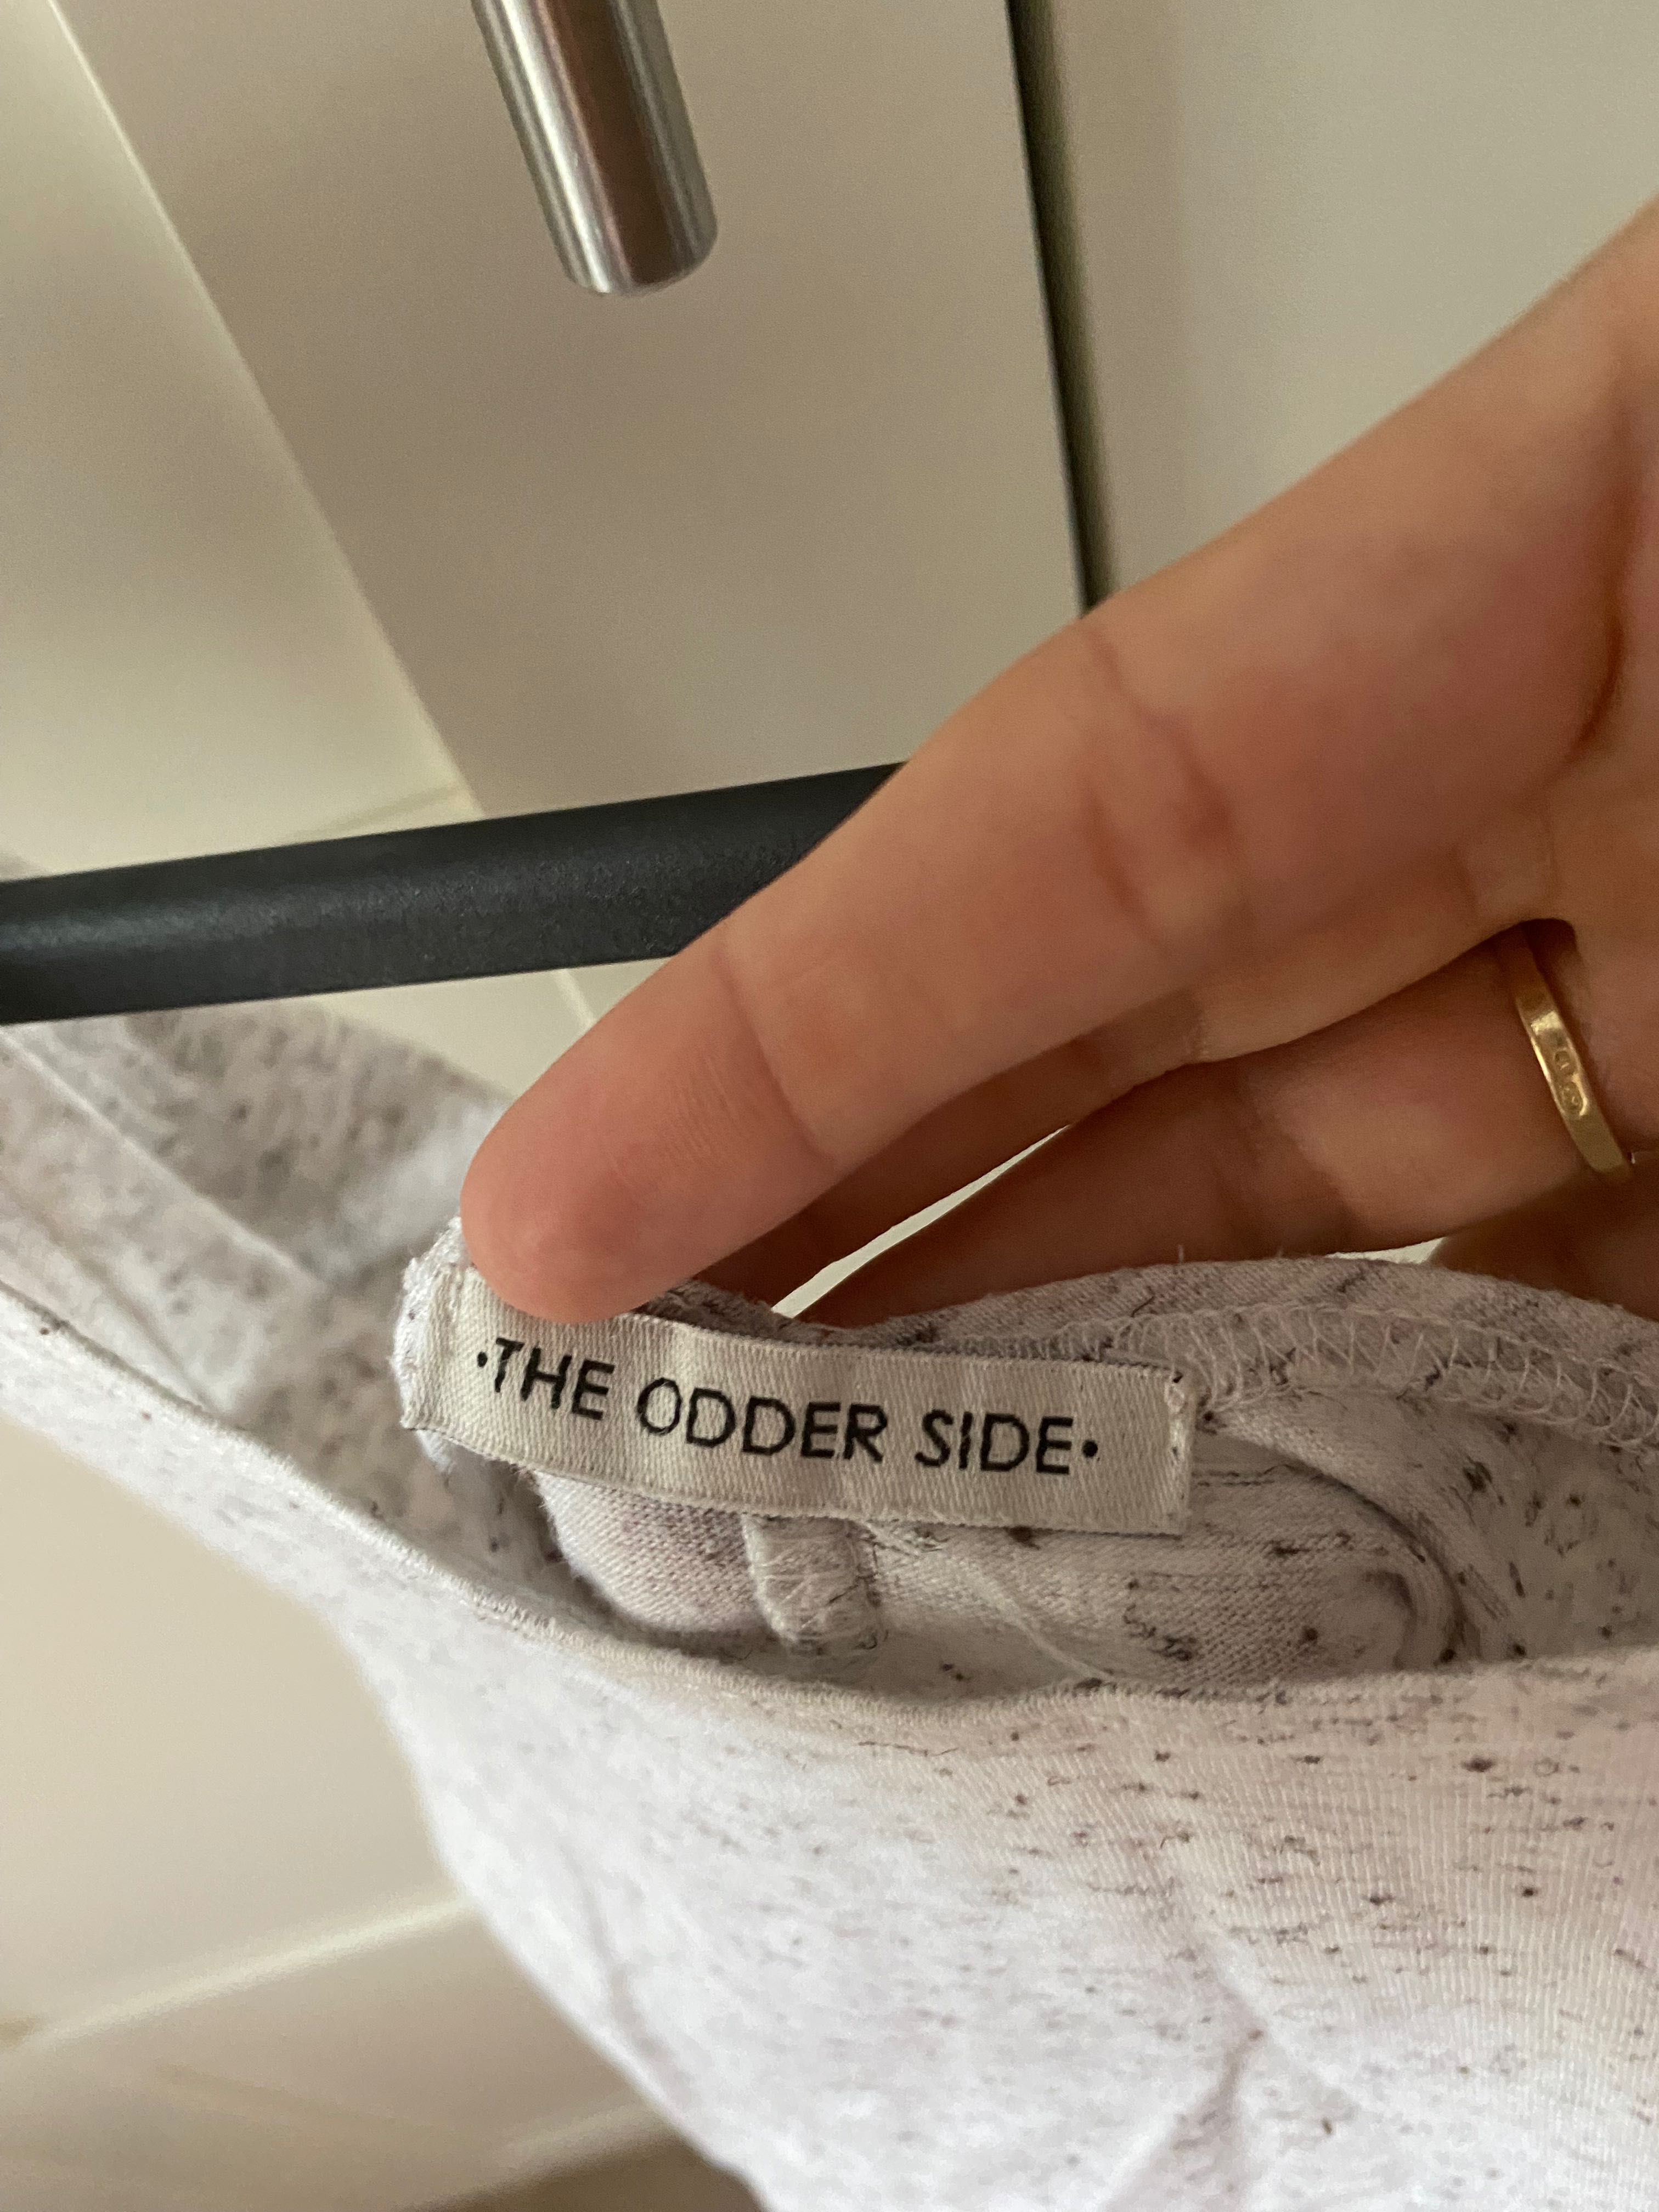 •THE ODDER SIDE•